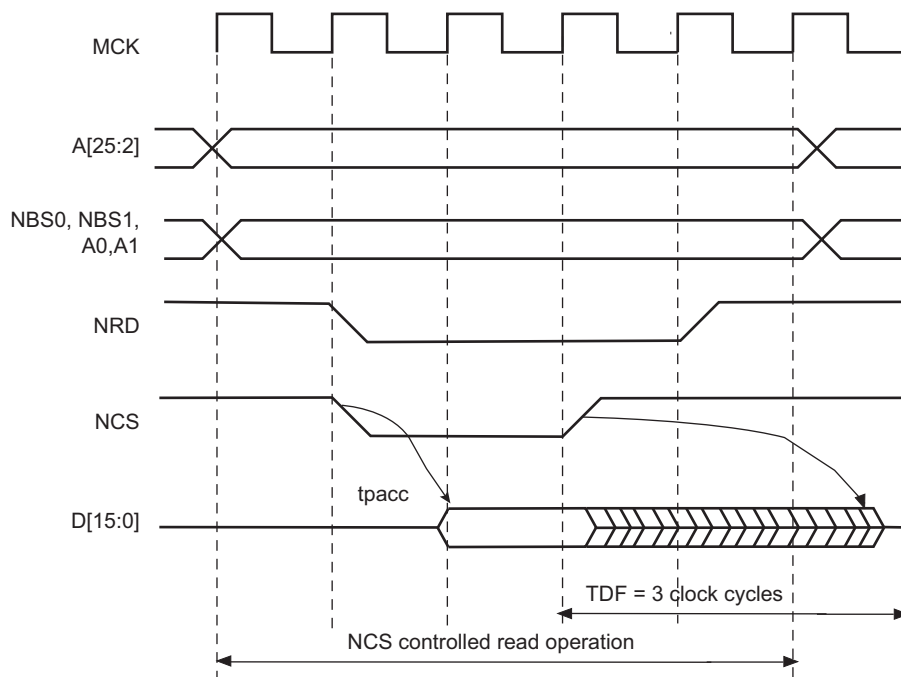 MCK
A[25:2]
NBS0, NBS1,
A0,A1
NRD
NCS
tpacc
D[15:0]
TDF = 3 clock cycles
NCS controlled read operation